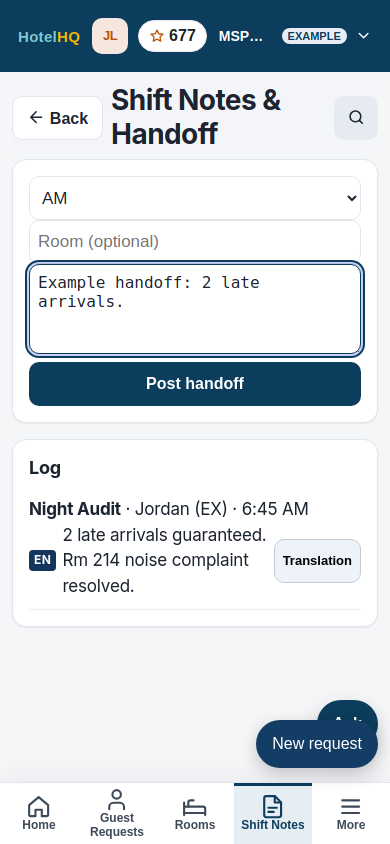 HotelHQ JL 677 MSP... EXAMPLE
Back
Shift Notes &
Handoff
AM
Room (optional)
Example handoff: 2 late
arrivals.
Post handoff
Log
Night Audit · Jordan (EX) · 6:45 AM
EN
2 late arrivals guaranteed.
Rm 214 noise complaint
resolved.
Translation
New request
Home
Guest
Requests
Rooms
Shift Notes
More